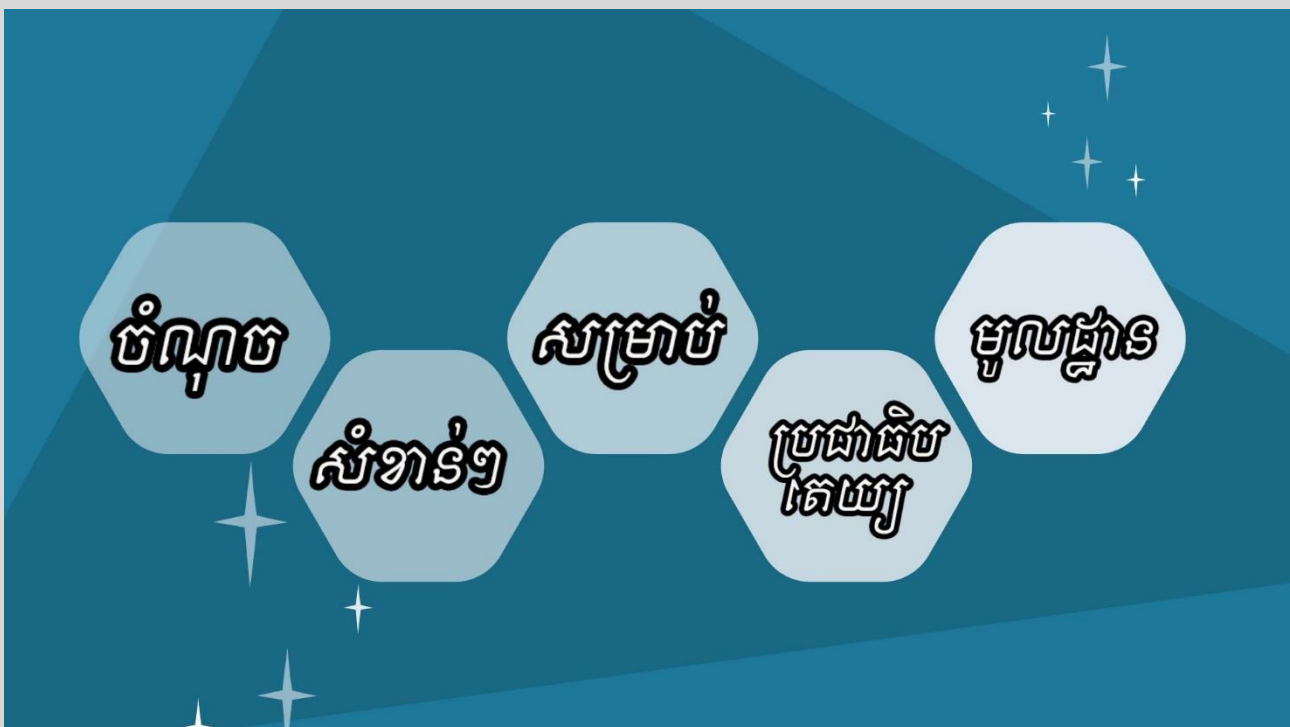 ចំណុច
សំខាន់ៗ
សម្រាប់
ប្រជាធិប
តេយ្យ
មូលដ្ឋាន